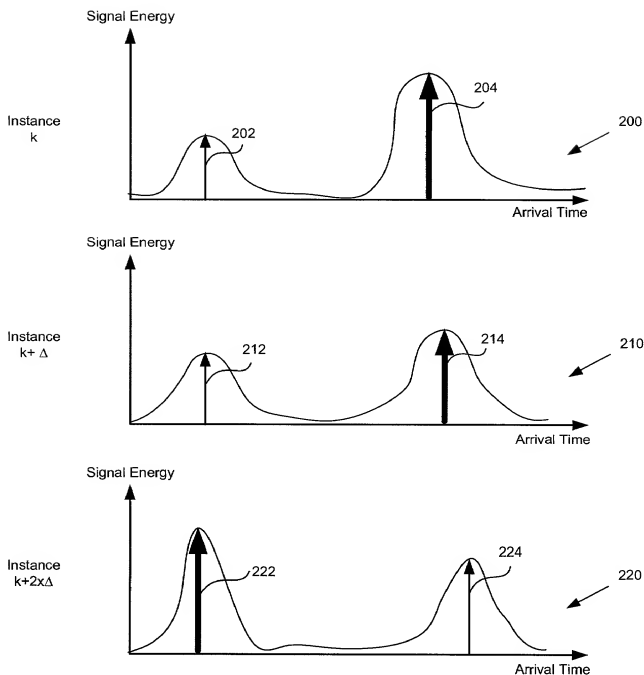 Signal Energy
Instance
k
202
204
200
Arrival Time
Signal Energy
Instance
k+ Δ
212
214
210
Arrival Time
Signal Energy
Instance
k+2xΔ
222
224
220
Arrival Time